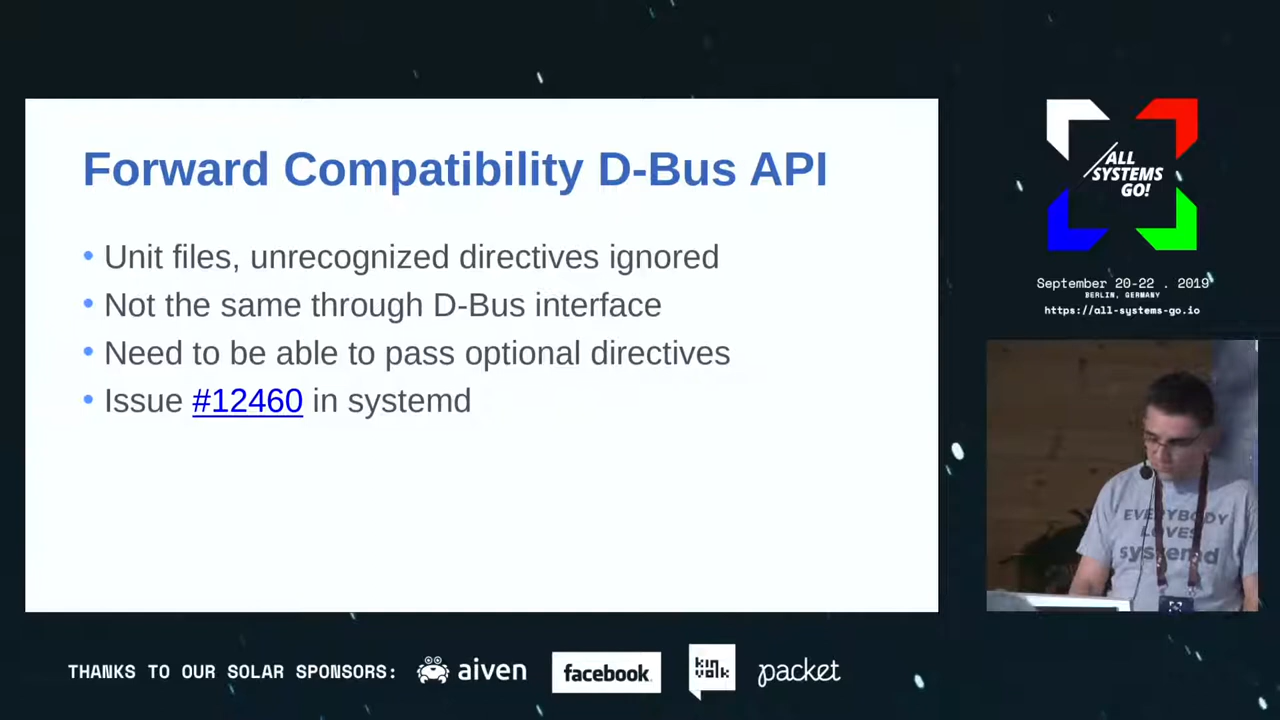 Forward Compatibility D-Bus API
• Unit files, unrecognized directives ignored
• Not the same through D-Bus interface
• Need to be able to pass optional directives
• Issue #12460 in systemd
ALL
SYSTEMS
GO!
September 20-22 . 2019
BERLIN, GERMANY
https://all-systems-go.io
EVERYBODY
LOVES
systemd
THANKS TO OUR SOLAR SPONSORS: aiven facebook. kinvolk packet